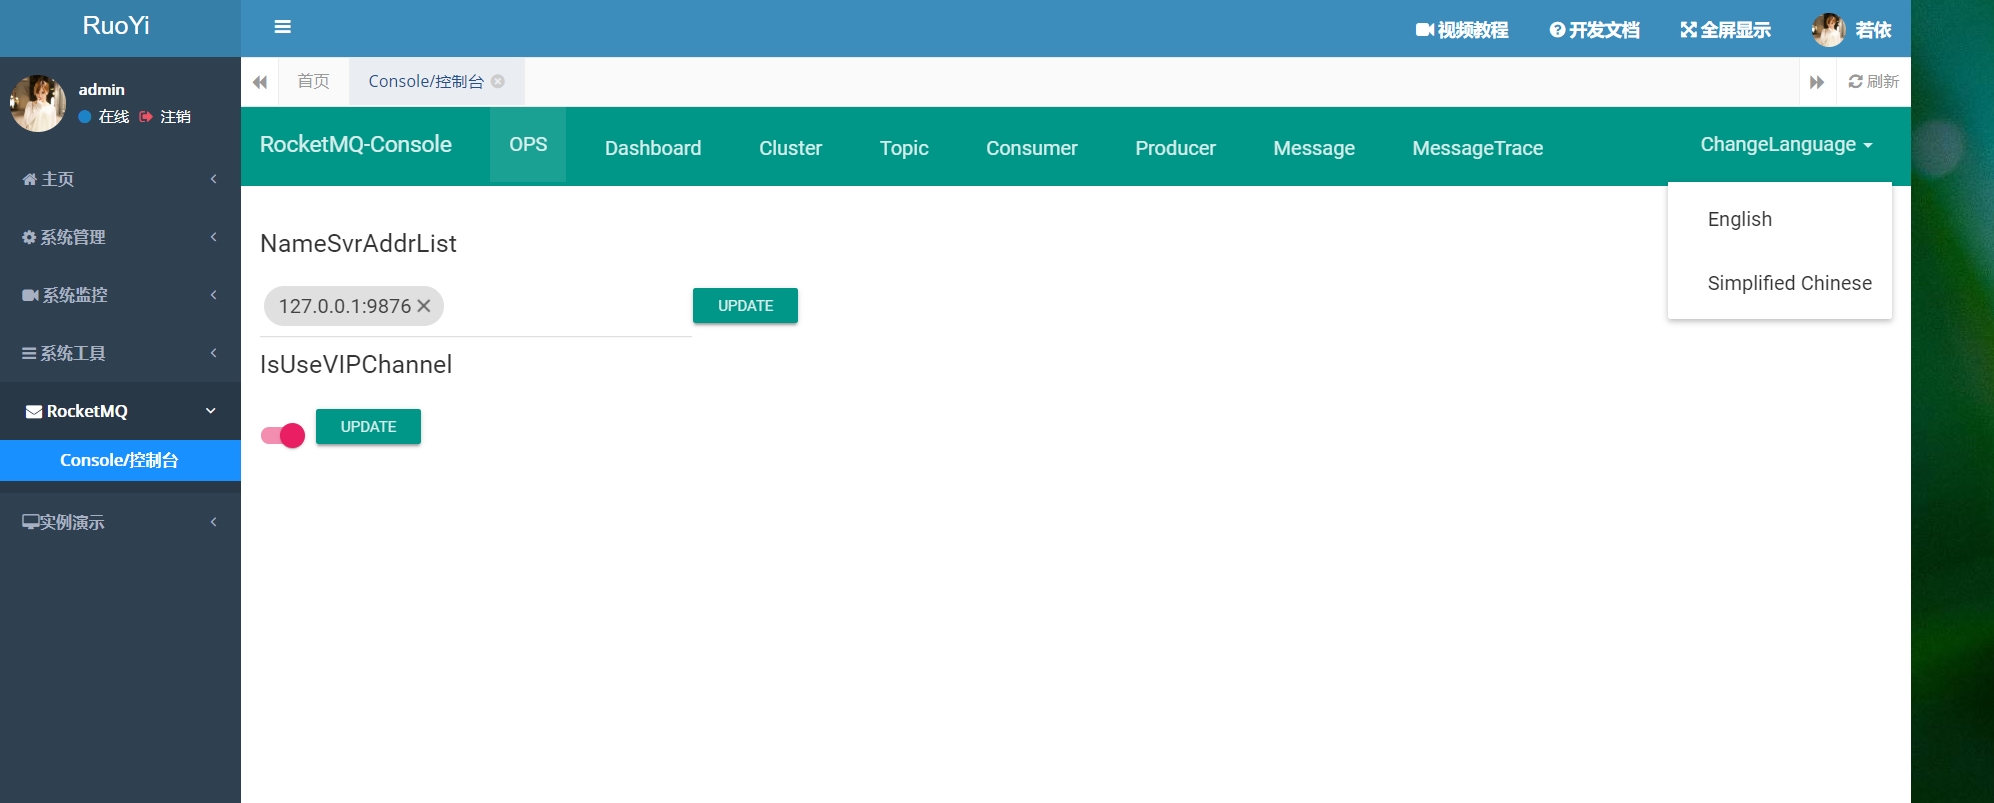 RuoYi
视频教程
开发文档
全屏显示
若依
admin
在线
注销
主页
系统管理
系统监控
系统工具
RocketMQ
Console/控制台
实例演示
首页
Console/控制台
刷新
RocketMQ-Console
OPS
Dashboard
Cluster
Topic
Consumer
Producer
Message
MessageTrace
ChangeLanguage
English
Simplified Chinese
NameSvrAddrList
127.0.0.1:9876
UPDATE
IsUseVIPChannel
UPDATE